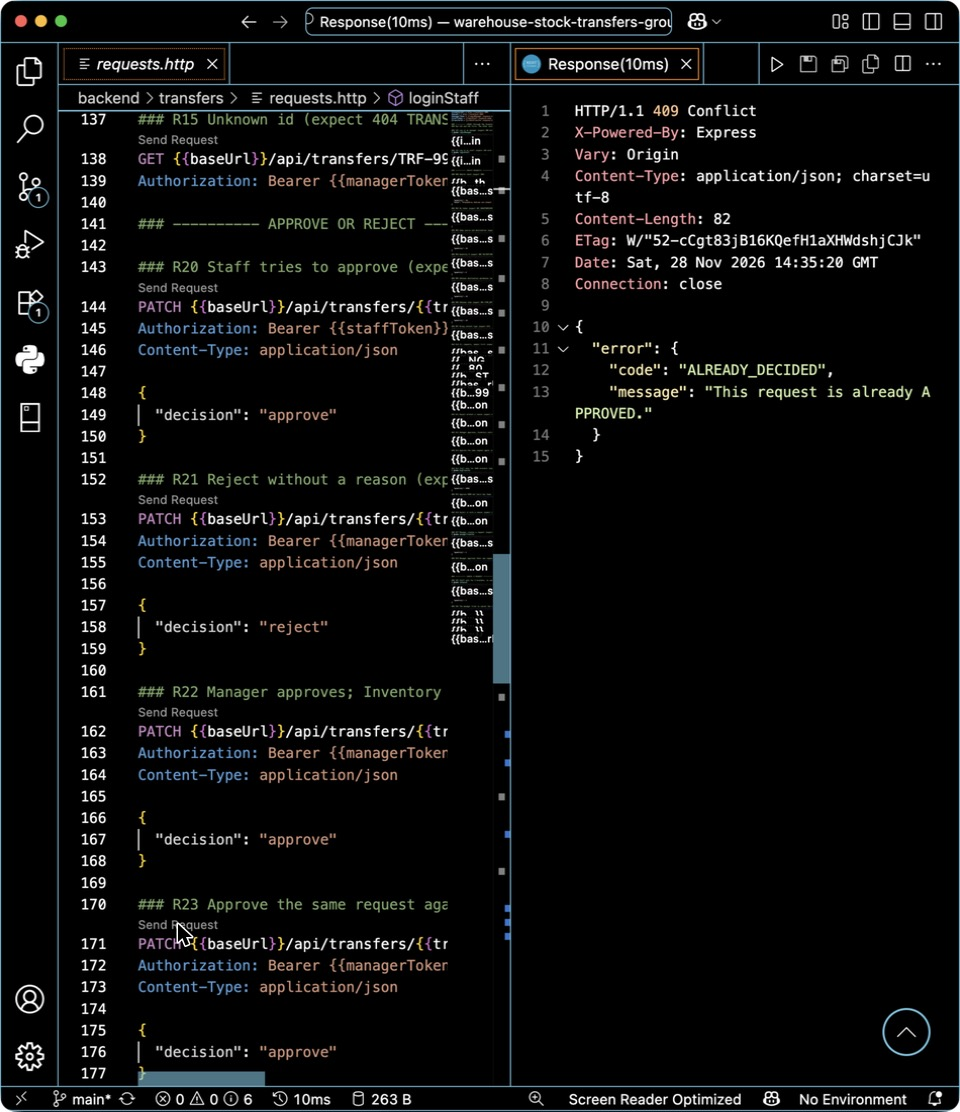 Response(10ms) — warehouse-stock-transfers-grou
requests.http
Response(10ms)
backend > transfers > requests.http > loginStaff
137 ### R15 Unknown id (expect 404 TRANS
Send Request
138 GET {{baseUrl}}/api/transfers/TRF-99
139 Authorization: Bearer {{managerToken
140
141 ### ---------- APPROVE OR REJECT ---
142
143 ### R20 Staff tries to approve (expe
Send Request
144 PATCH {{baseUrl}}/api/transfers/{{tr
145 Authorization: Bearer {{staffToken}}
146 Content-Type: application/json
147
148 {
149 "decision": "approve"
150 }
151
152 ### R21 Reject without a reason (exp
Send Request
153 PATCH {{baseUrl}}/api/transfers/{{tr
154 Authorization: Bearer {{managerToken
155 Content-Type: application/json
156
157 {
158 "decision": "reject"
159 }
160
161 ### R22 Manager approves; Inventory
Send Request
162 PATCH {{baseUrl}}/api/transfers/{{tr
163 Authorization: Bearer {{managerToken
164 Content-Type: application/json
165
166 {
167 "decision": "approve"
168 }
169
170 ### R23 Approve the same request aga
Send Request
171 PATCH {{baseUrl}}/api/transfers/{{tr
172 Authorization: Bearer {{managerToken
173 Content-Type: application/json
174
175 {
176 "decision": "approve"
177 }
1 HTTP/1.1 409 Conflict
2 X-Powered-By: Express
3 Vary: Origin
4 Content-Type: application/json; charset=u
tf-8
5 Content-Length: 82
6 ETag: W/"52-cCgt83jB16KQefH1aXHWdshjCJk"
7 Date: Sat, 28 Nov 2026 14:35:20 GMT
8 Connection: close
9
10 {
11 "error": {
12 "code": "ALREADY_DECIDED",
13 "message": "This request is already A
PPROVED."
14 }
15 }
1
1
main* 0 0 6 10ms 263 B Screen Reader Optimized No Environment